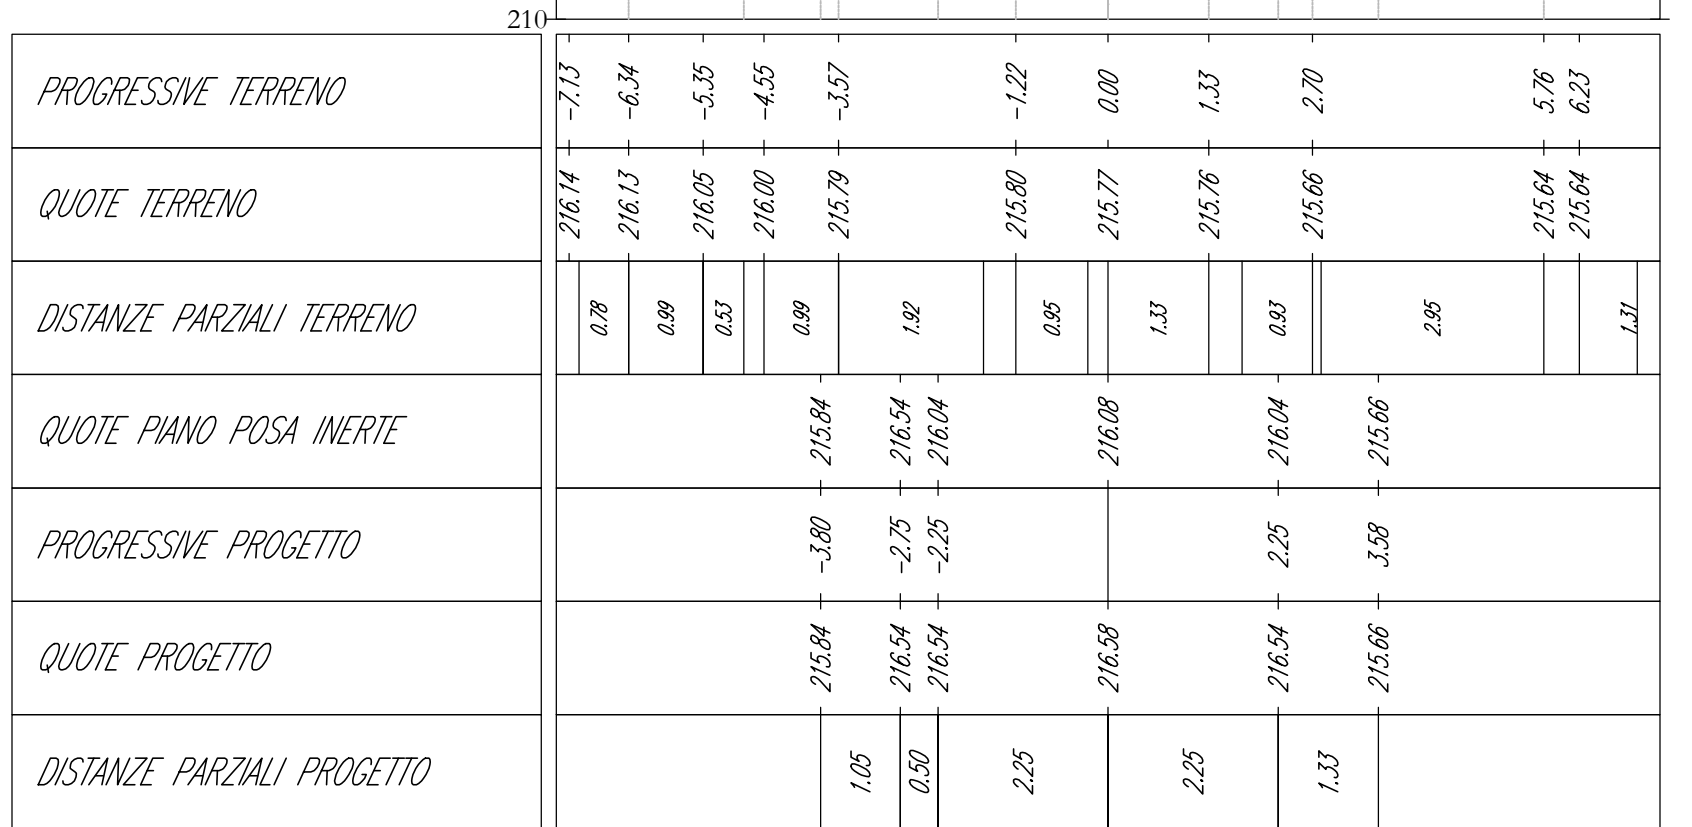 210
PROGRESSIVE TERRENO -7.13 -6.34 -5.35 -4.55 -3.57 -1.22 0.00 1.33 2.70 5.76 6.23
QUOTE TERRENO 216.14 216.13 216.05 216.00 215.79 215.80 215.77 215.76 215.66 215.64 215.64
DISTANZE PARZIALI TERRENO 0.78 0.99 0.53 0.99 1.92 0.95 1.33 0.93 2.95 1.31
QUOTE PIANO POSA INERTE 215.84 216.54 216.04 216.08 216.04 215.66
PROGRESSIVE PROGETTO -3.80 -2.75 -2.25 2.25 3.58
QUOTE PROGETTO 215.84 216.54 216.54 216.58 216.54 215.66
DISTANZE PARZIALI PROGETTO 1.05 0.50 2.25 2.25 1.33